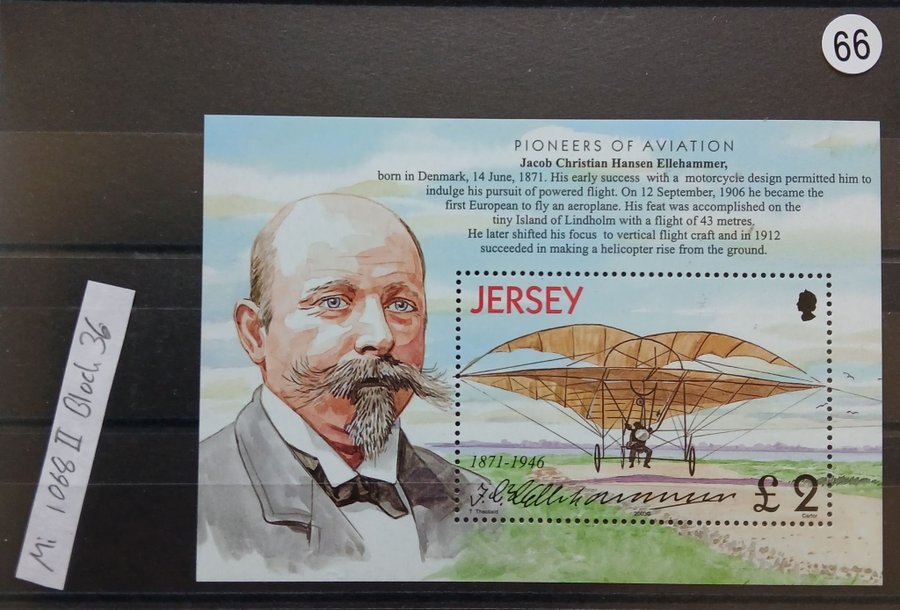 66
PIONEERS OF AVIATION
Jacob Christian Hansen Ellehammer,
born in Denmark, 14 June, 1871. His early success with a motorcycle design permitted him to
indulge his pursuit of powered flight. On 12 September, 1906 he became the
first European to fly an aeroplane. His feat was accomplished on the
tiny Island of Lindholm with a flight of 43 metres.
He later shifted his focus to vertical flight craft and in 1912
succeeded in making a helicopter rise from the ground.
JERSEY
1871-1946
J C H Ellehammer
£2
T Theobald
Cartor
Mi 1068 II Block 36